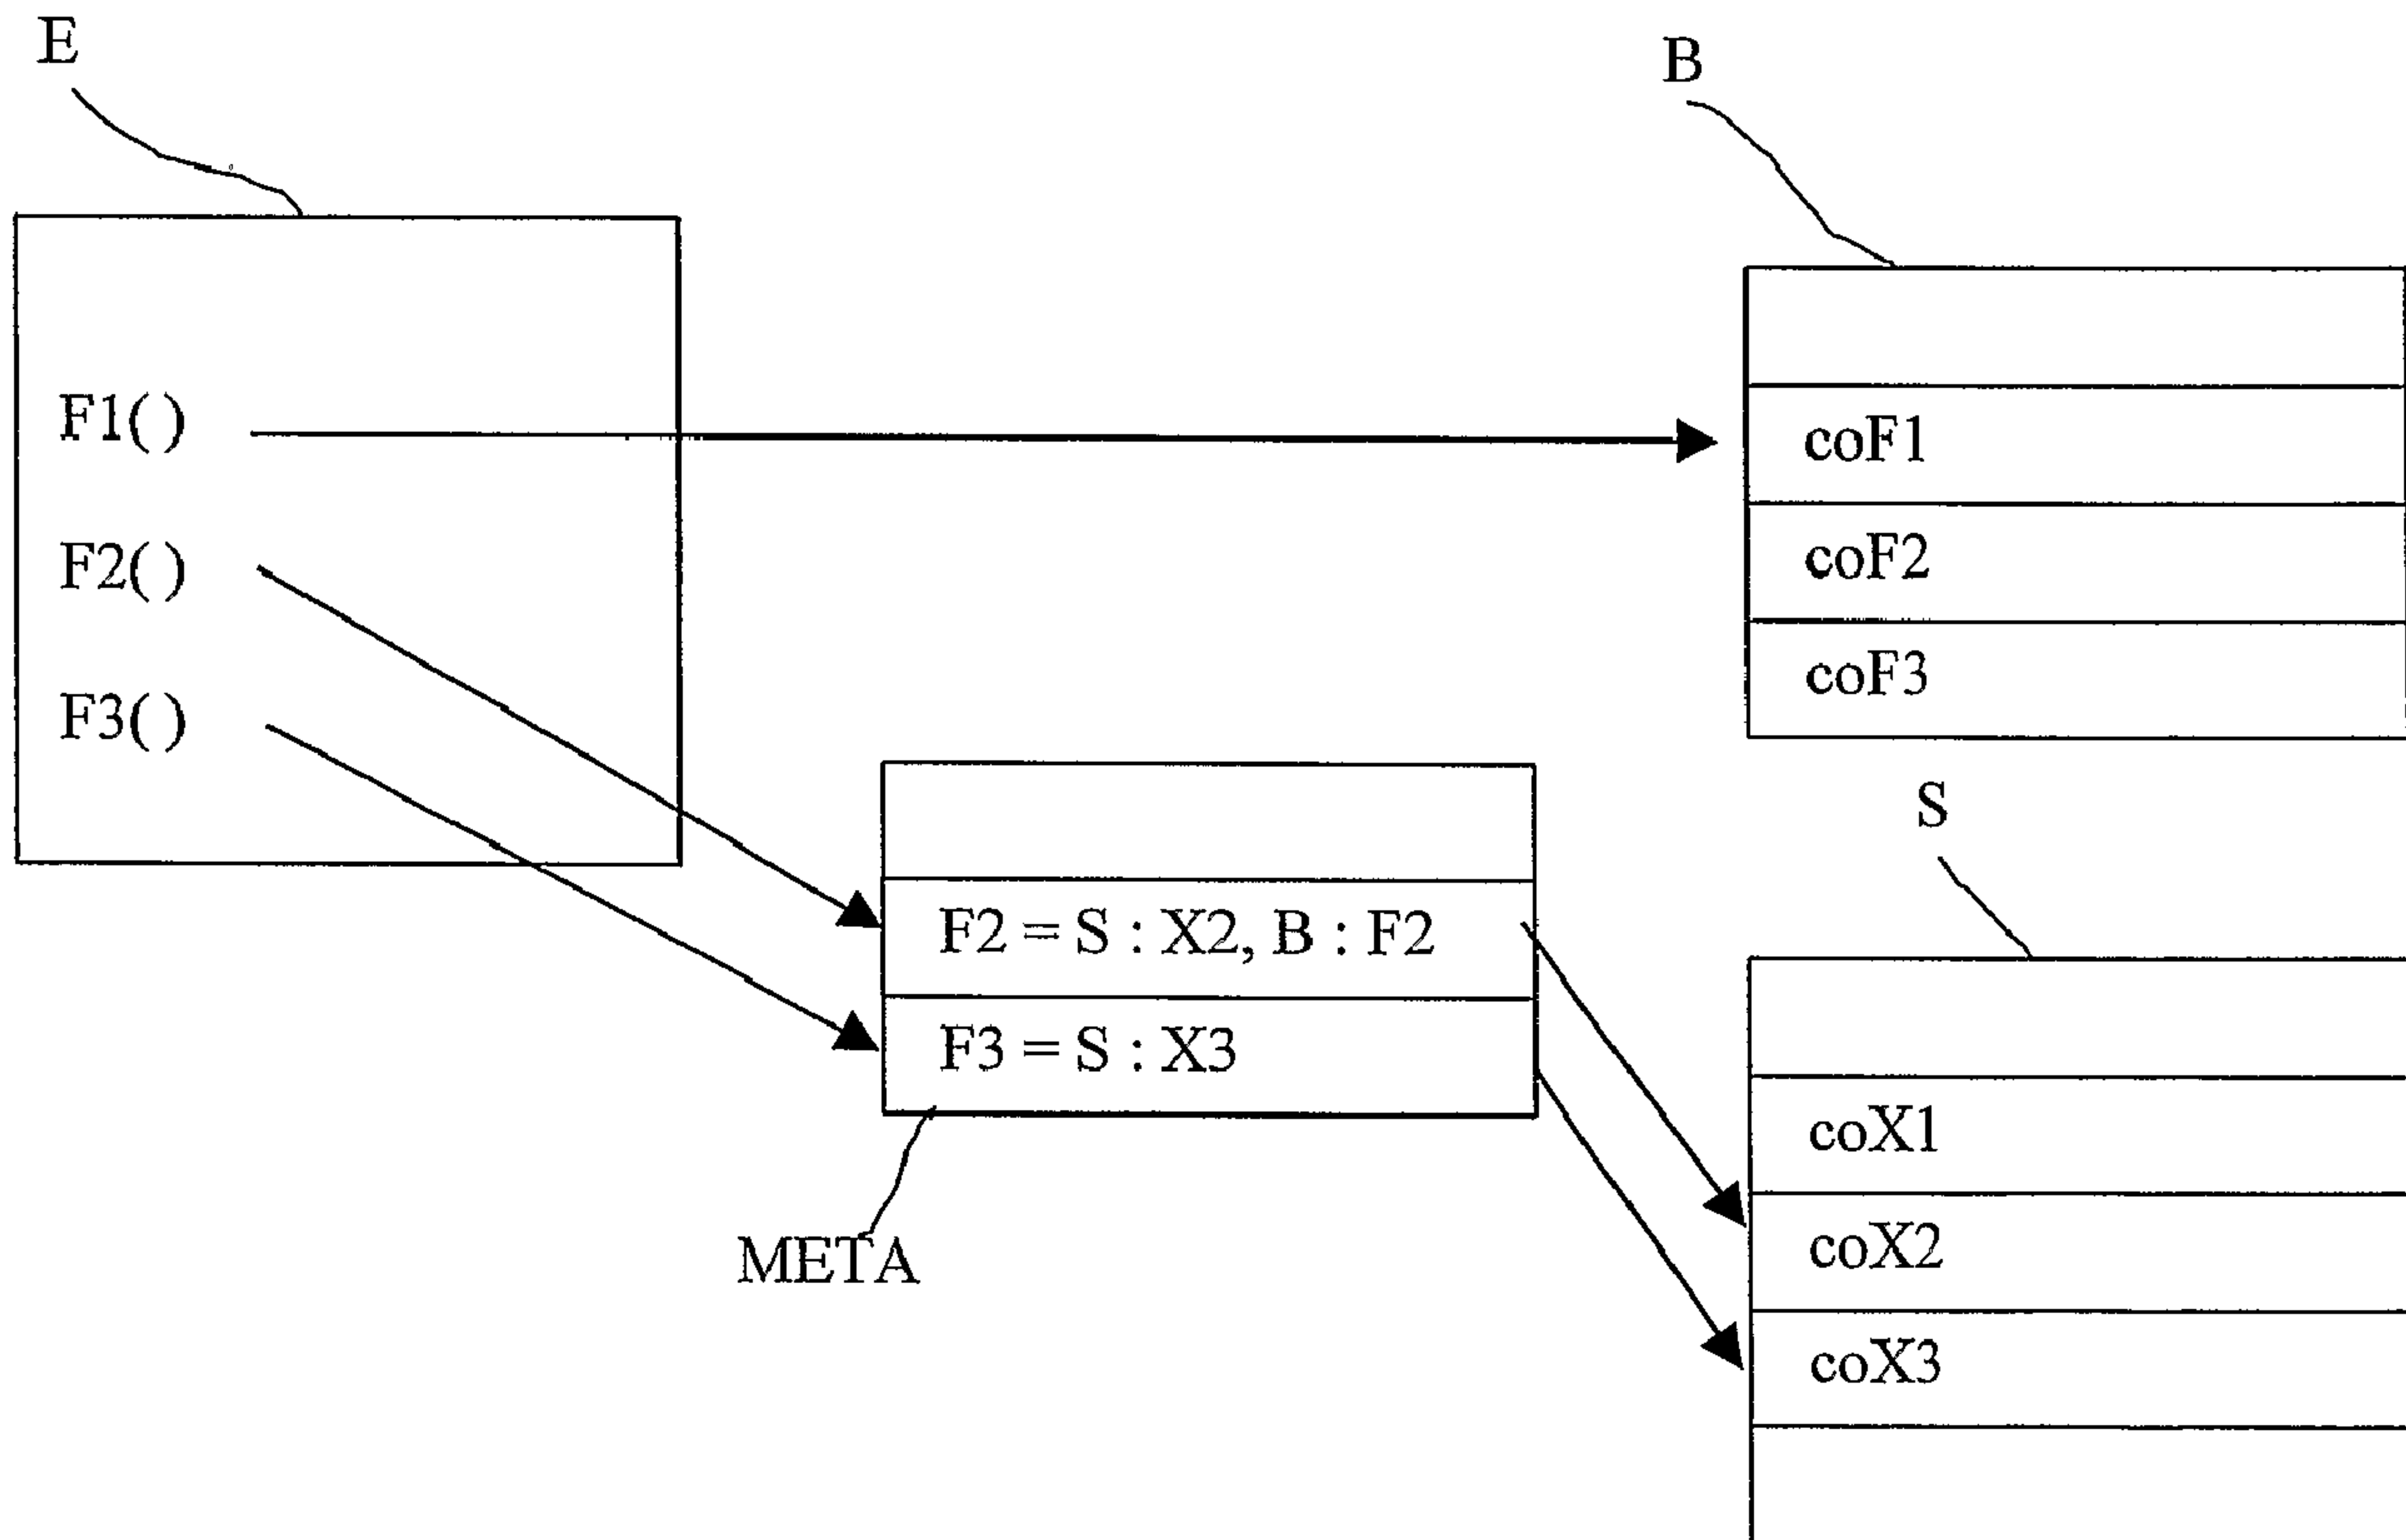 E
B
F1( )
coF1
F2( )
coF2
F3( )
coF3
S
F2 = S : X2, B : F2
F3 = S : X3
coX1
META
coX2
coX3